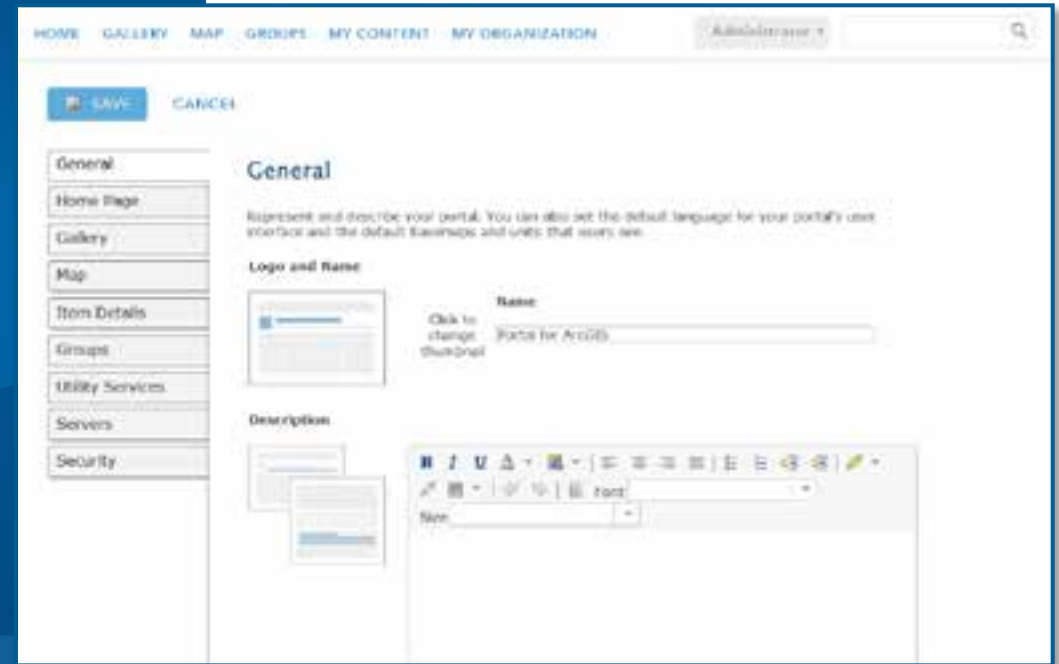 HOME GALLERY MAP GROUPS MY CONTENT MY ORGANIZATION Administrator
SAVE CANCEL
General
Home Page
Gallery
Map
Item Details
Groups
Utility Services
Servers
Security
General
Represent and describe your portal. You can also set the default language for your portal's user
interface and the default basemaps and units that users see.
Logo and Name
Click to
change
thumbnail
Name
Portal for ArcGIS
Description
B I U A
Font
Size